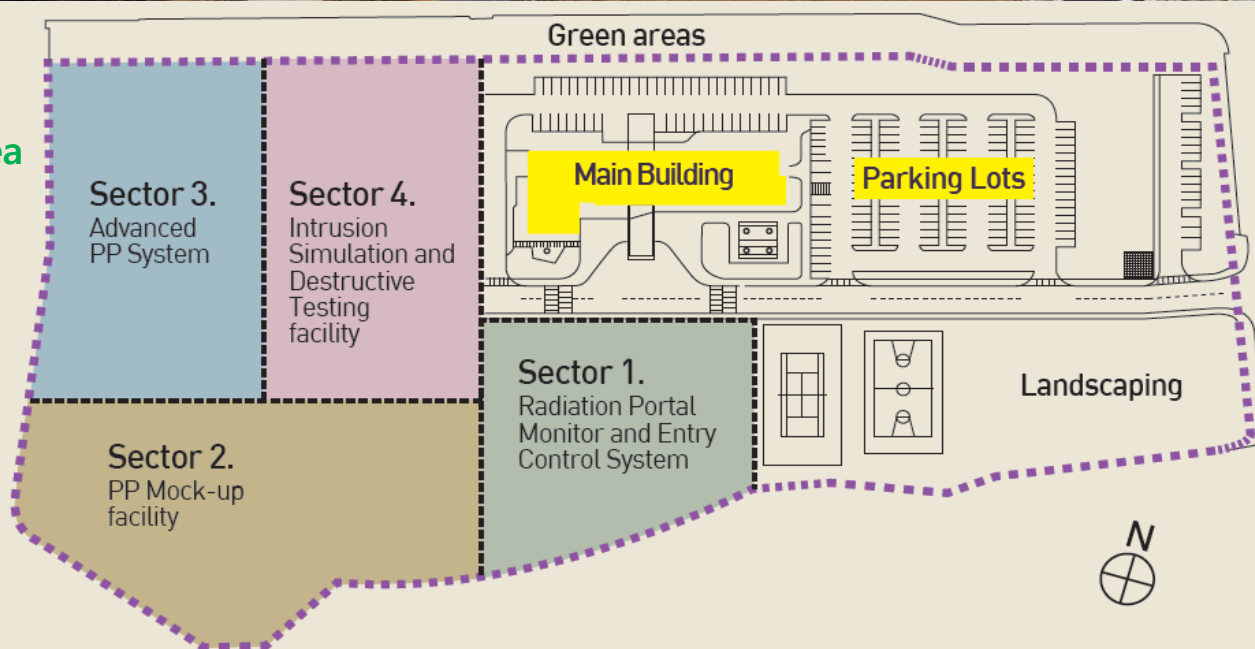 Green areas
ea
Sector 3.
Advanced
PP System
Sector 4.
Intrusion
Simulation and
Destructive
Testing
facility
Main Building
Parking Lots
Sector 1.
Radiation Portal
Monitor and Entry
Control System
Landscaping
Sector 2.
PP Mock-up
facility
N